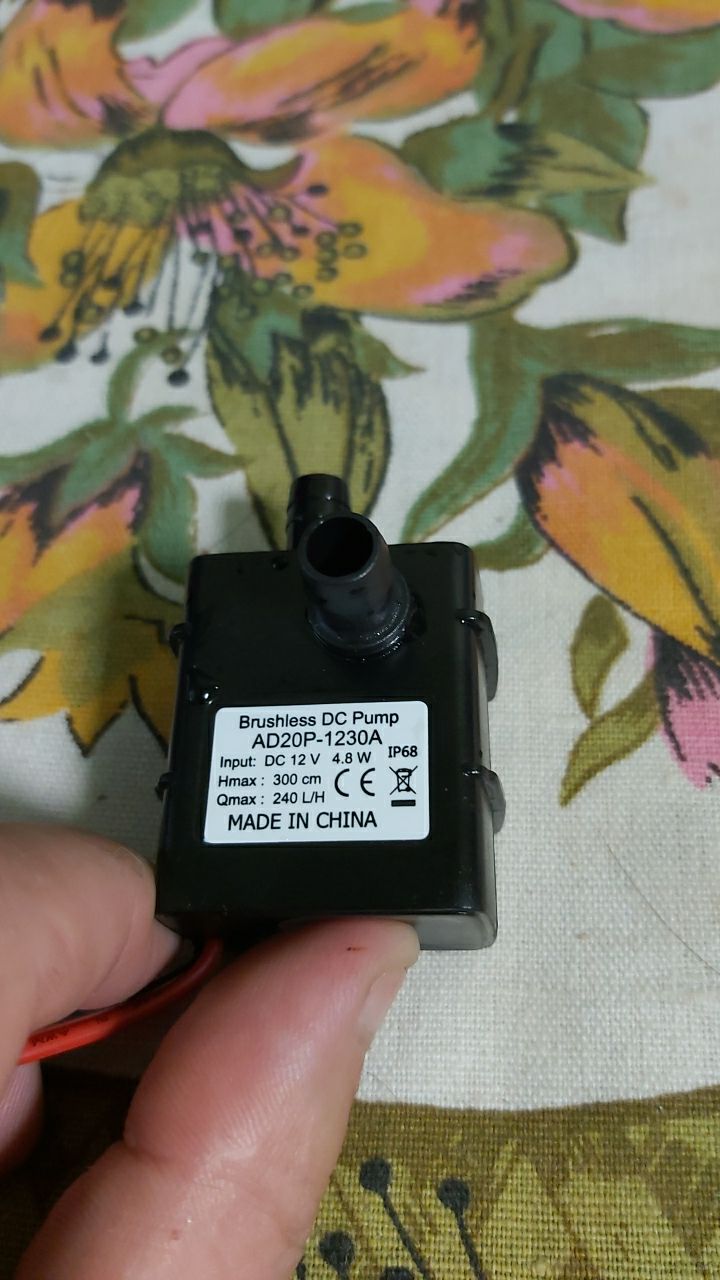 Brushless DC Pump
AD20P-1230A
Input: DC 12 V 4.8 W IP68
Hmax : 300 cm CE
Qmax : 240 L/H
MADE IN CHINA